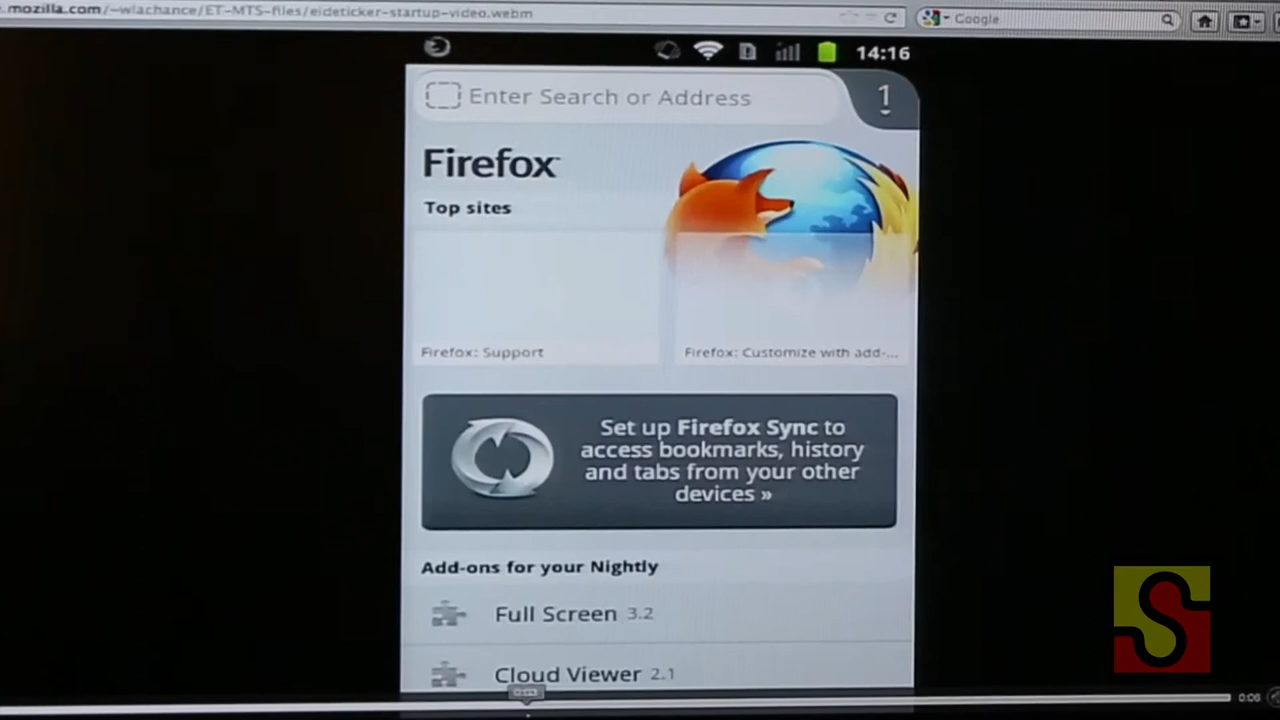 .mozilla.com/~wlachance/ET-MTS-files/eideticker-startup-video.webm
Google
14:16
Enter Search or Address
1
Firefox
Top sites
Firefox: Support
Firefox: Customize with add-...
Set up Firefox Sync to
access bookmarks, history
and tabs from your other
devices »
Add-ons for your Nightly
Full Screen 3.2
Cloud Viewer 2.1
0:06
S